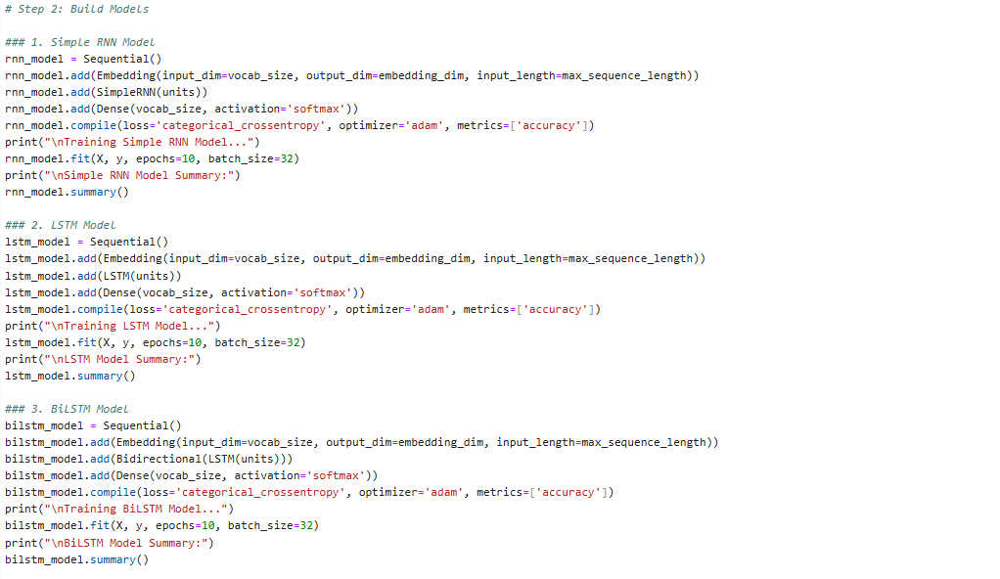 # Step 2: Build Models
### 1. Simple RNN Model
rnn_model = Sequential()
rnn_model.add(Embedding(input_dim=vocab_size, output_dim=embedding_dim, input_length=max_sequence_length))
rnn_model.add(SimpleRNN(units))
rnn_model.add(Dense(vocab_size, activation='softmax'))
rnn_model.compile(loss='categorical_crossentropy', optimizer='adam', metrics=['accuracy'])
print("\nTraining Simple RNN Model...")
rnn_model.fit(X, y, epochs=10, batch_size=32)
print("\nSimple RNN Model Summary:")
rnn_model.summary()
### 2. LSTM Model
lstm_model = Sequential()
lstm_model.add(Embedding(input_dim=vocab_size, output_dim=embedding_dim, input_length=max_sequence_length))
lstm_model.add(LSTM(units))
lstm_model.add(Dense(vocab_size, activation='softmax'))
lstm_model.compile(loss='categorical_crossentropy', optimizer='adam', metrics=['accuracy'])
print("\nTraining LSTM Model...")
lstm_model.fit(X, y, epochs=10, batch_size=32)
print("\nLSTM Model Summary:")
lstm_model.summary()
### 3. BiLSTM Model
bilstm_model = Sequential()
bilstm_model.add(Embedding(input_dim=vocab_size, output_dim=embedding_dim, input_length=max_sequence_length))
bilstm_model.add(Bidirectional(LSTM(units)))
bilstm_model.add(Dense(vocab_size, activation='softmax'))
bilstm_model.compile(loss='categorical_crossentropy', optimizer='adam', metrics=['accuracy'])
print("\nTraining BiLSTM Model...")
bilstm_model.fit(X, y, epochs=10, batch_size=32)
print("\nBiLSTM Model Summary:")
bilstm_model.summary()